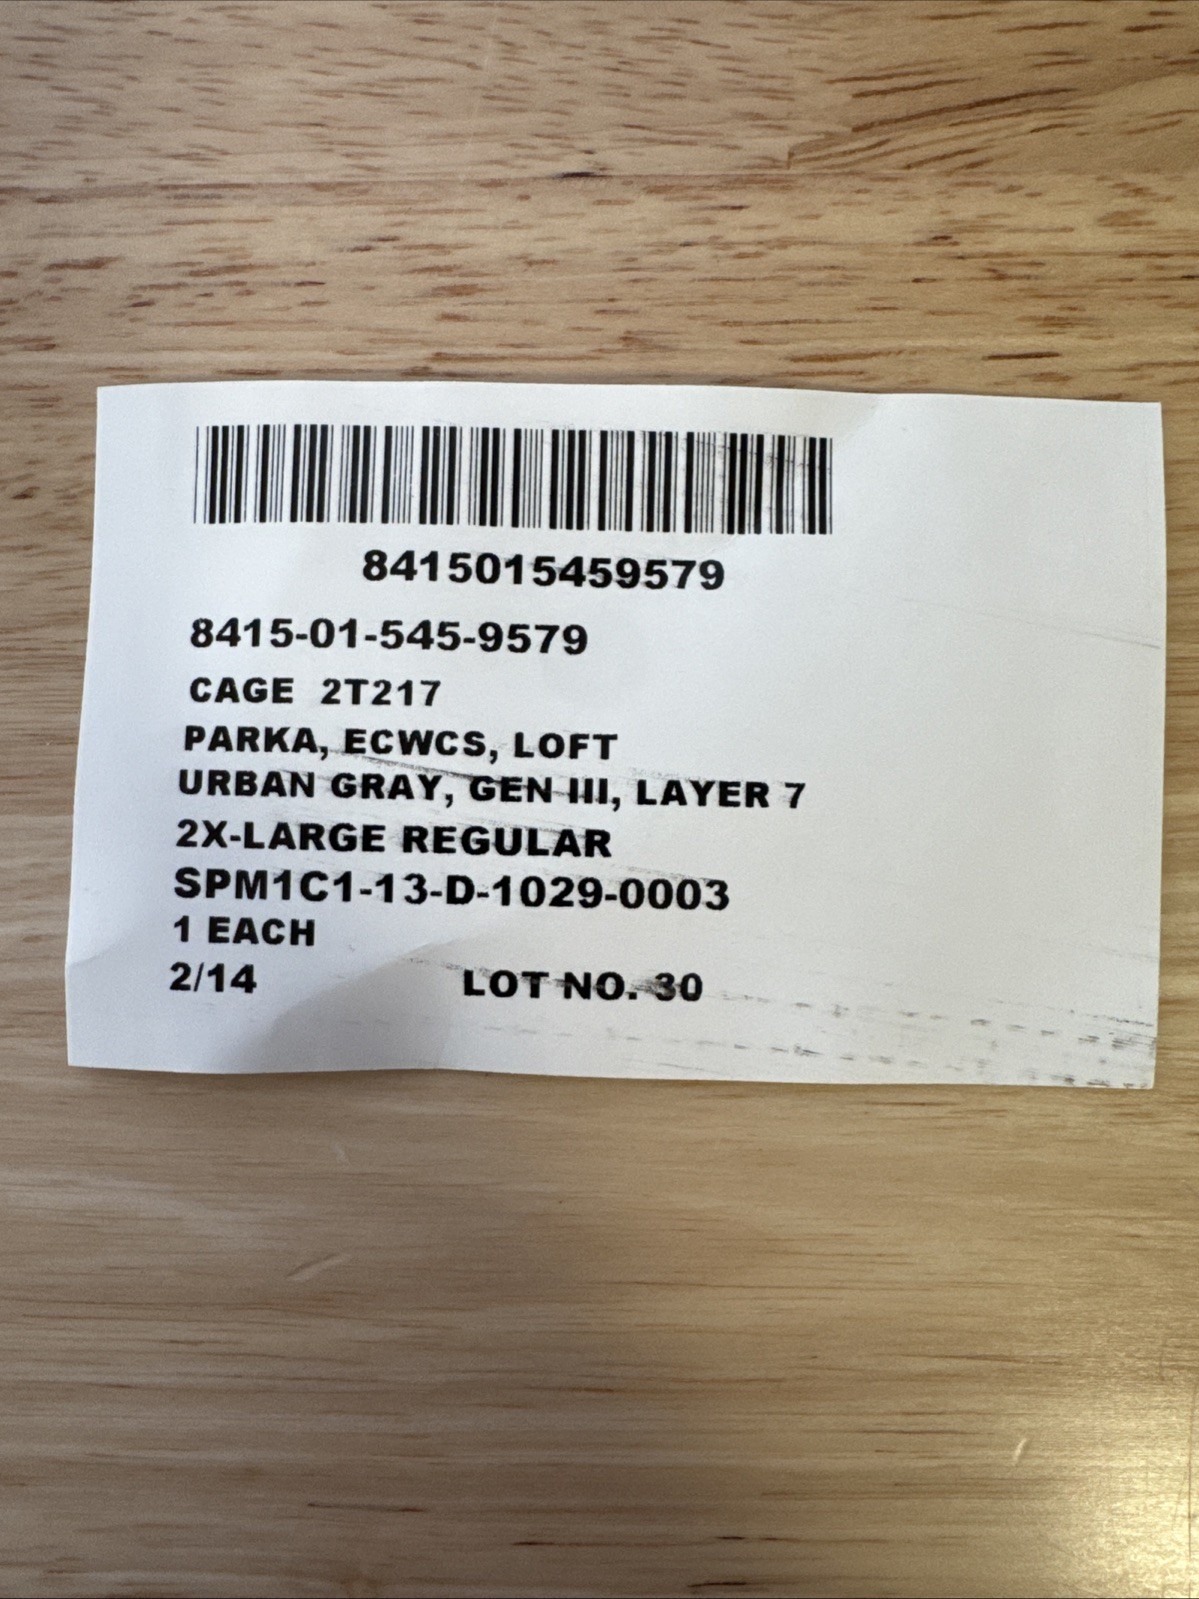 8415015459579
8415-01-545-9579
CAGE 2T217
PARKA, ECWCS, LOFT
URBAN GRAY, GEN III, LAYER 7
2X-LARGE REGULAR
SPM1C1-13-D-1029-0003
1 EACH
2/14 LOT NO. 30